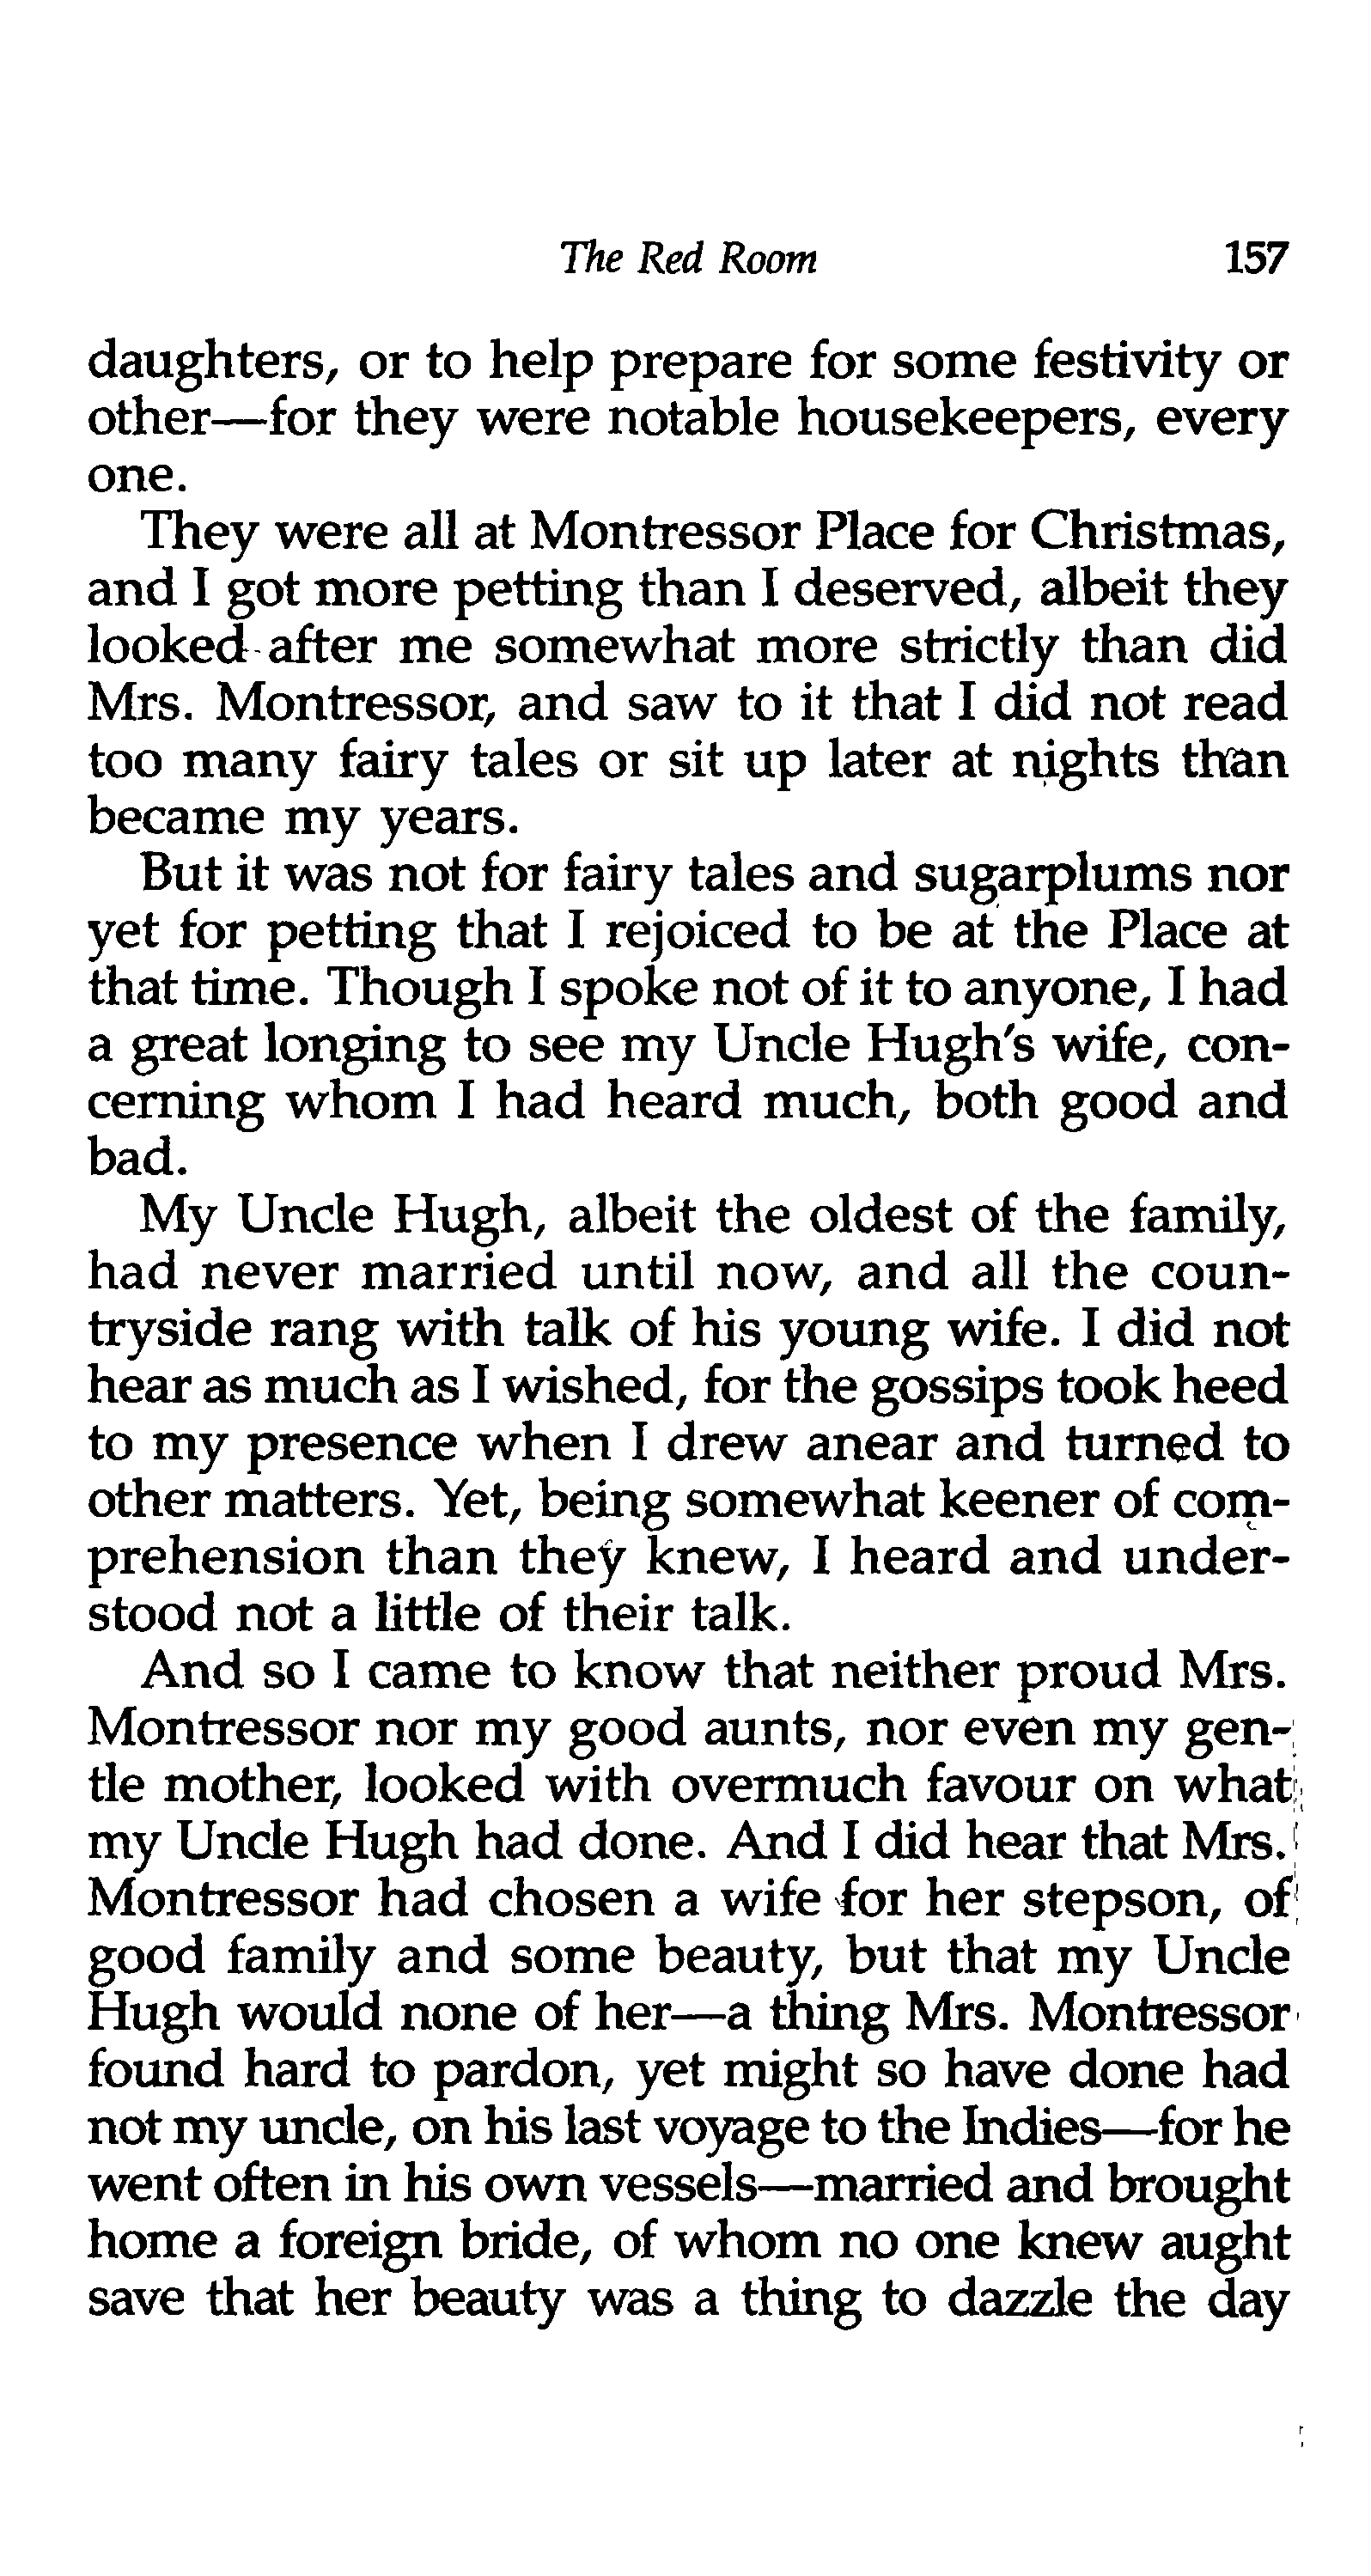 The Red Room 157
daughters, or to help prepare for some festivity or
other—for they were notable housekeepers, every
one.
They were all at Montressor Place for Christmas,
and I got more petting than I deserved, albeit they
looked after me somewhat more strictly than did
Mrs. Montressor, and saw to it that I did not read
too many fairy tales or sit up later at nights than
became my years.
But it was not for fairy tales and sugarplums nor
yet for petting that I rejoiced to be at the Place at
that time. Though I spoke not of it to anyone, I had
a great longing to see my Uncle Hugh's wife, con-
cerning whom I had heard much, both good and
bad.
My Uncle Hugh, albeit the oldest of the family,
had never married until now, and all the coun-
tryside rang with talk of his young wife. I did not
hear as much as I wished, for the gossips took heed
to my presence when I drew anear and turned to
other matters. Yet, being somewhat keener of com-
prehension than they knew, I heard and under-
stood not a little of their talk.
And so I came to know that neither proud Mrs.
Montressor nor my good aunts, nor even my gen-
tle mother, looked with overmuch favour on what
my Uncle Hugh had done. And I did hear that Mrs.
Montressor had chosen a wife for her stepson, of
good family and some beauty, but that my Uncle
Hugh would none of her—a thing Mrs. Montressor
found hard to pardon, yet might so have done had
not my uncle, on his last voyage to the Indies—for he
went often in his own vessels—married and brought
home a foreign bride, of whom no one knew aught
save that her beauty was a thing to dazzle the day